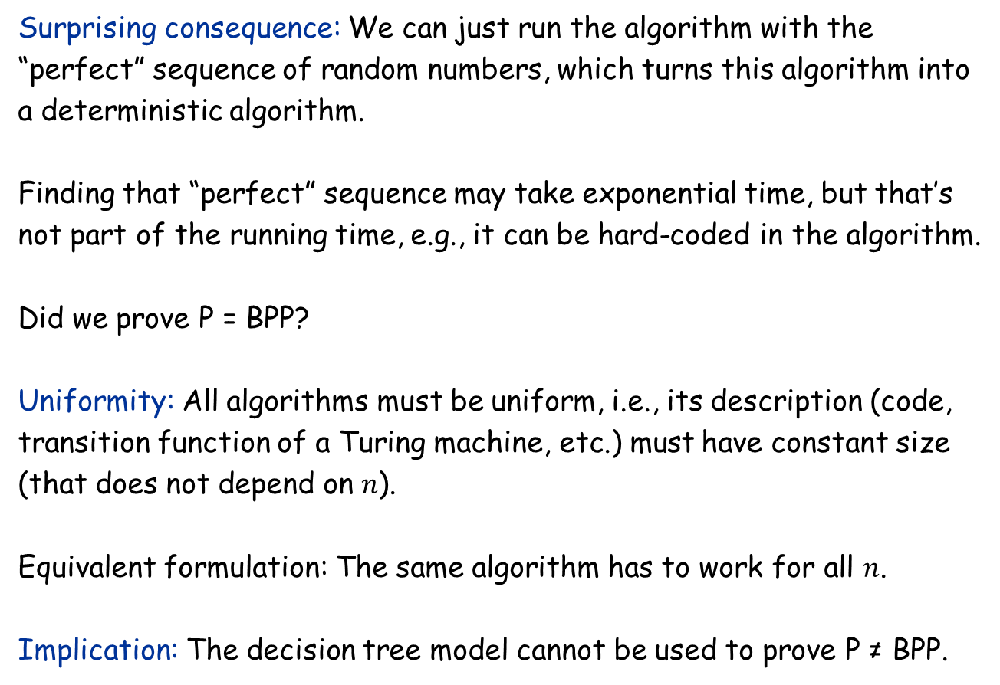 Surprising consequence: We can just run the algorithm with the
“perfect” sequence of random numbers, which turns this algorithm into
a deterministic algorithm.
Finding that “perfect” sequence may take exponential time, but that’s
not part of the running time, e.g., it can be hard-coded in the algorithm.
Did we prove P = BPP?
Uniformity: All algorithms must be uniform, i.e., its description (code,
transition function of a Turing machine, etc.) must have constant size
(that does not depend on n).
Equivalent formulation: The same algorithm has to work for all n.
Implication: The decision tree model cannot be used to prove P ≠ BPP.